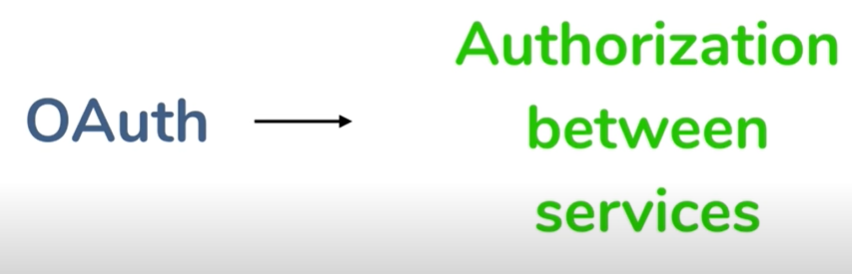 OAuth
Authorization
between
services